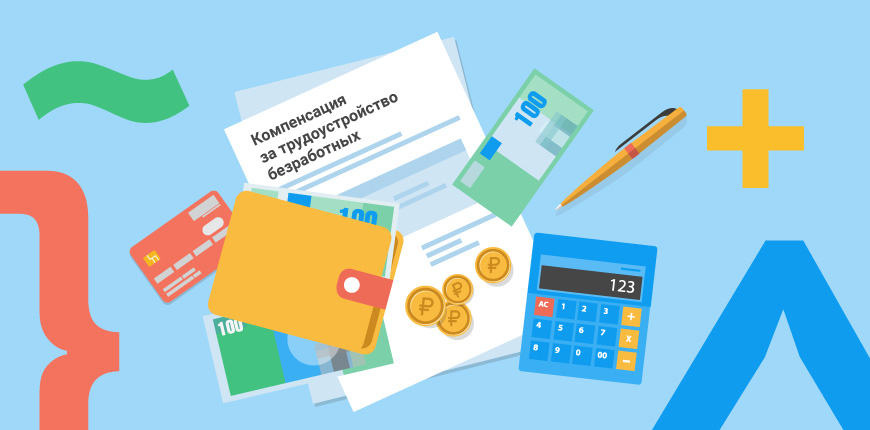 Компенсация
за трудоустройство
безработных
100
100
100
₽
₽
₽
₽
123
AC 1 2 3 +
4 5 6 7 x
8 9 0 00 −
~
}
+
^